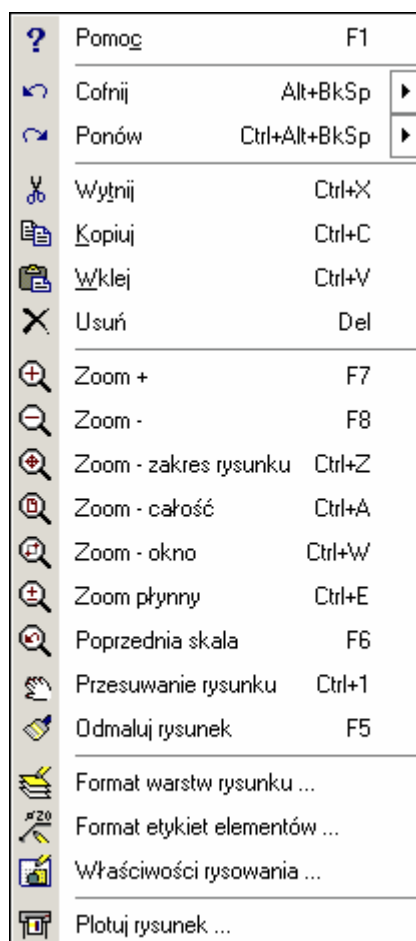 Pomoc F1
Cofnij Alt+BkSp
Ponów Ctrl+Alt+BkSp
Wytnij Ctrl+X
Kopiuj Ctrl+C
Wklej Ctrl+V
Usuń Del
Zoom + F7
Zoom - F8
Zoom - zakres rysunku Ctrl+Z
Zoom - całość Ctrl+A
Zoom - okno Ctrl+W
Zoom płynny Ctrl+E
Poprzednia skala F6
Przesuwanie rysunku Ctrl+1
Odmaluj rysunek F5
Format warstw rysunku ...
Format etykiet elementów ...
Właściwości rysowania ...
Plotuj rysunek ...